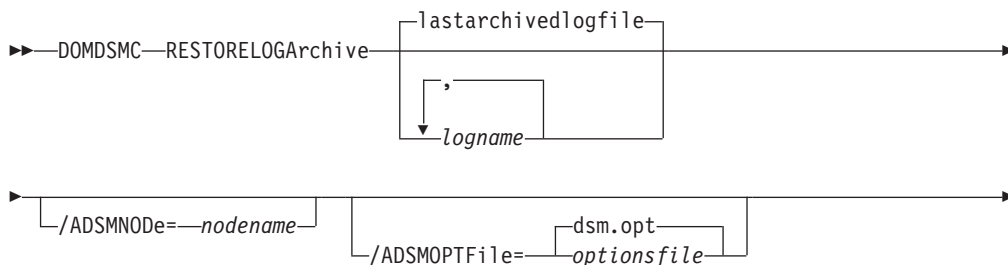 lastarchivedlogfile
DOMDSMC RESTORELOGArchive
,
logname
/ADSMNODe= nodename
dsm.opt
/ADSMOPTFile= optionsfile